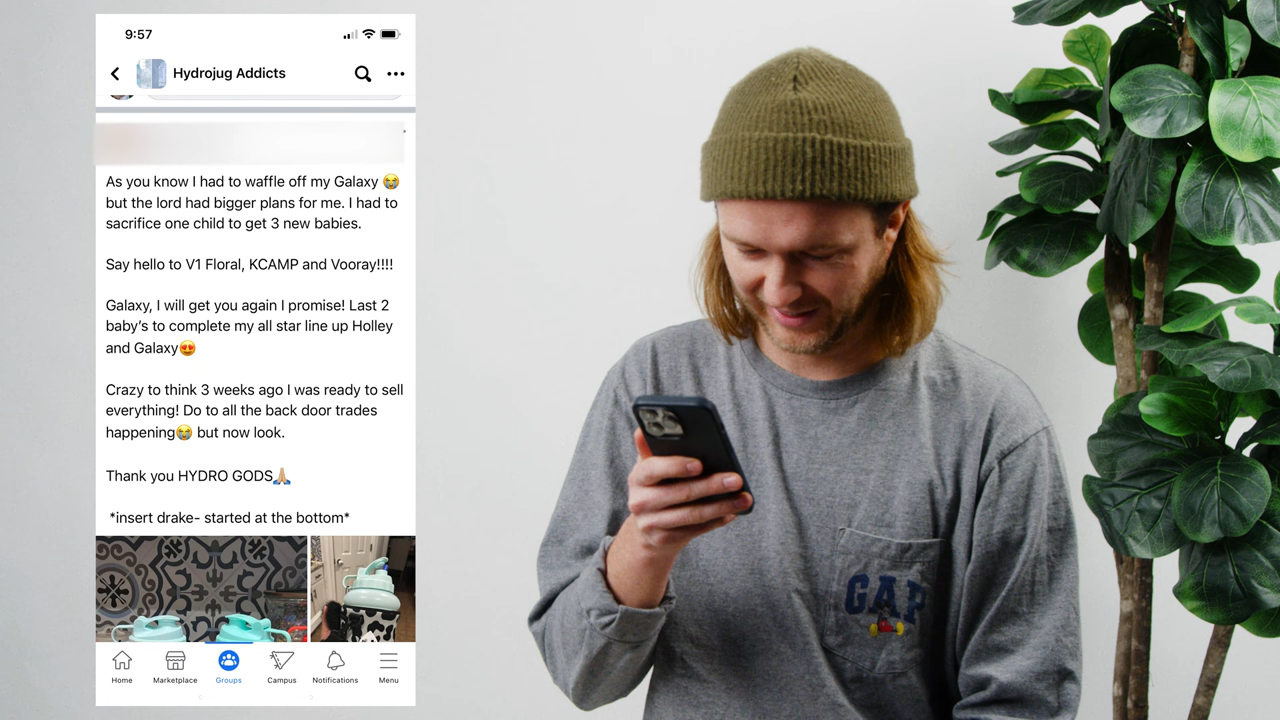 9:57
Hydrojug Addicts
As you know I had to waffle off my Galaxy 😭
but the lord had bigger plans for me. I had to
sacrifice one child to get 3 new babies.
Say hello to V1 Floral, KCAMP and Vooray!!!!
Galaxy, I will get you again I promise! Last 2
baby's to complete my all star line up Holley
and Galaxy😍
Crazy to think 3 weeks ago I was ready to sell
everything! Do to all the back door trades
happening😭 but now look.
Thank you HYDRO GODS🙏🏼
*insert drake- started at the bottom*
Home
Marketplace
Groups
Campus
Notifications
Menu
GAP